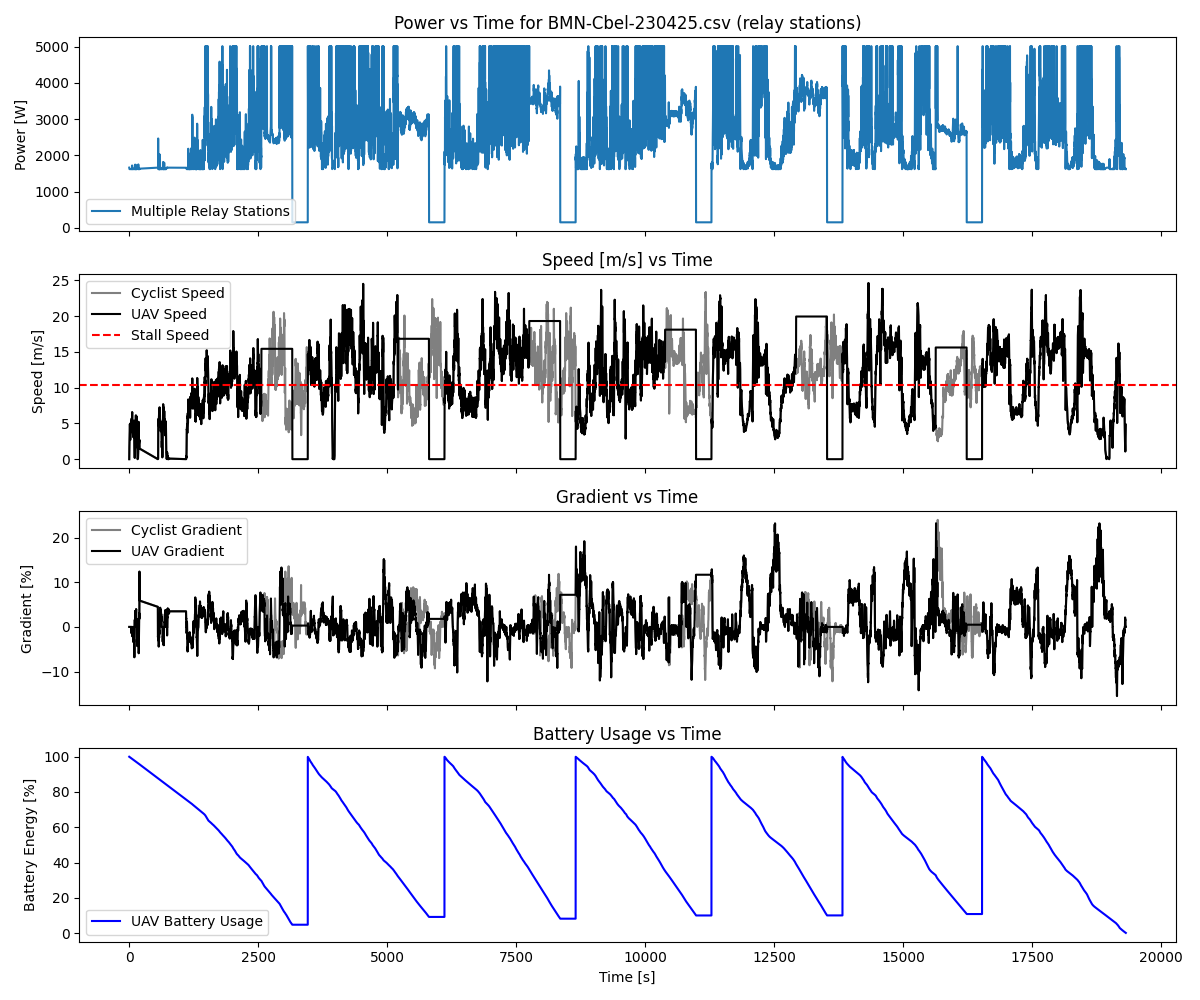 Power vs Time for BMN-Cbel-230425.csv (relay stations)
5000
4000
3000
2000
1000
0
Power [W]
Multiple Relay Stations
Speed [m/s] vs Time
25
20
15
10
5
0
Speed [m/s]
Cyclist Speed
UAV Speed
Stall Speed
Gradient vs Time
20
10
0
−10
Gradient [%]
Cyclist Gradient
UAV Gradient
Battery Usage vs Time
100
80
60
40
20
0
Battery Energy [%]
UAV Battery Usage
0 2500 5000 7500 10000 12500 15000 17500 20000
Time [s]